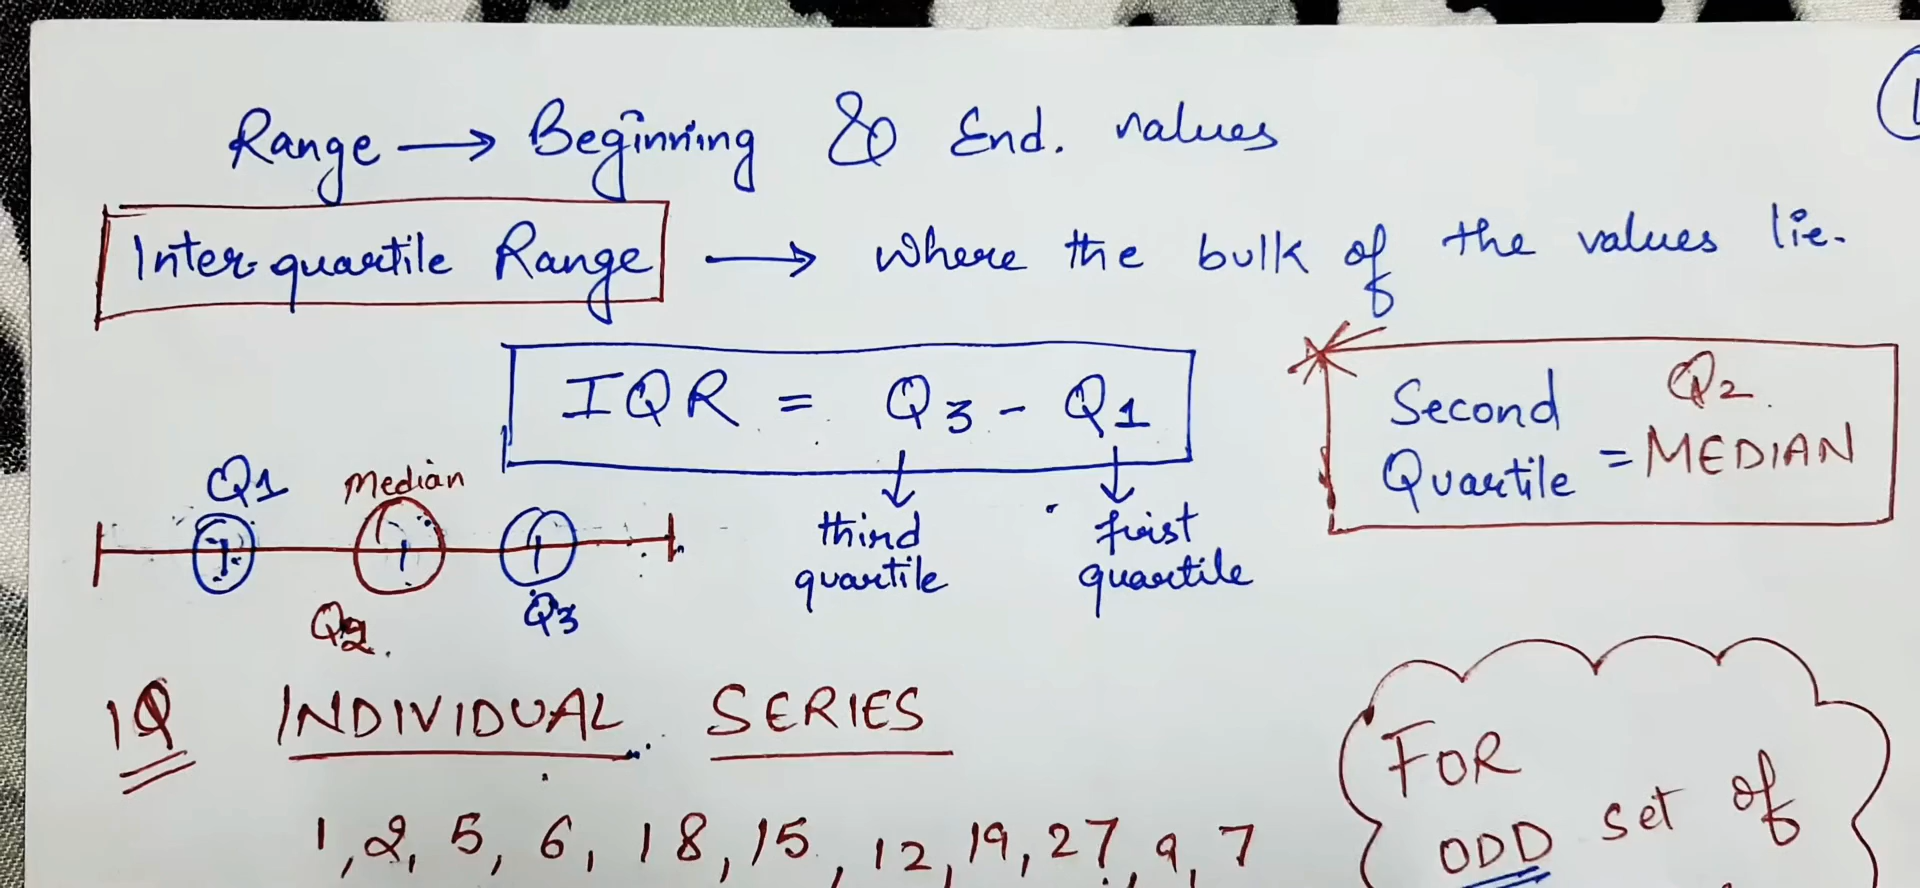 Range → Beginning & End. values
Inter-quartile Range → where the bulk of the values lie.
IQR = Q3 - Q1
third quartile
first quartile
Second Quartile = Q2. MEDIAN
Q1 Median
Q2. Q3
1Q INDIVIDUAL SERIES
1, 2, 5, 6, 18, 15, 12, 19, 27, 9, 7
FOR
ODD set of